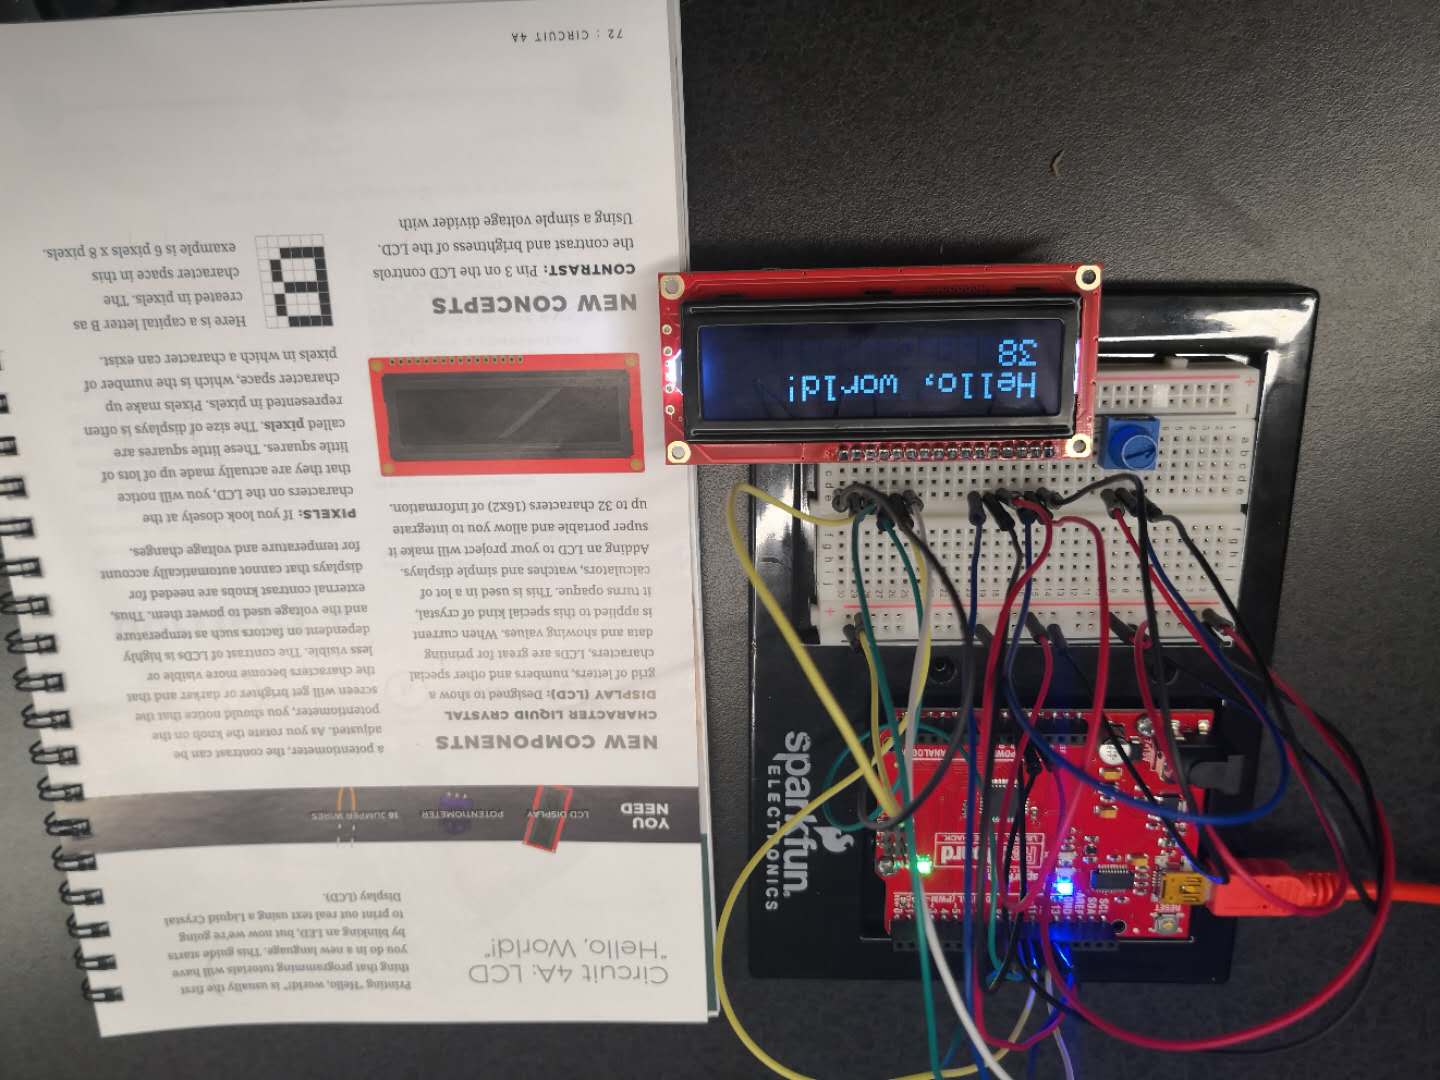 RESET
sparkfun
ELECTRONICS
Hello, world!
38
Circuit 4A: LCD
"Hello, World!"
Printing "Hello, world!" is usually the first
thing that programming tutorials will have
you do in a new language. This guide starts
by blinking an LED, but now we're going
to print out real text using a Liquid Crystal
Display (LCD).
YOU
NEED
LCD DISPLAY
POTENTIOMETER
16 JUMPER WIRES
NEW COMPONENTS
CHARACTER LIQUID CRYSTAL
DISPLAY (LCD): Designed to show a
grid of letters, numbers and other special
characters, LCDs are great for printing
data and showing values. When current
is applied to this special kind of crystal,
it turns opaque. This is used in a lot of
calculators, watches and simple displays.
Adding an LCD to your project will make it
super portable and allow you to integrate
up to 32 characters (16x2) of information.
NEW CONCEPTS
CONTRAST: Pin 3 on the LCD controls
the contrast and brightness of the LCD.
Using a simple voltage divider with
a potentiometer, the contrast can be
adjusted. As you rotate the knob on the
potentiometer, you should notice that the
screen will get brighter or darker and that
the characters become more visible or
less visible. The contrast of LCDs is highly
dependent on factors such as temperature
and the voltage used to power them. Thus,
external contrast knobs are needed for
displays that cannot automatically account
for temperature and voltage changes.
PIXELS: If you look closely at the
characters on the LCD, you will notice
that they are actually made up of lots of
little squares. These little squares are
called pixels. The size of displays is often
represented in pixels. Pixels make up
character space, which is the number of
pixels in which a character can exist.
Here is a capital letter B as
created in pixels. The
character space in this
example is 6 pixels x 8 pixels.
72 : CIRCUIT 4A